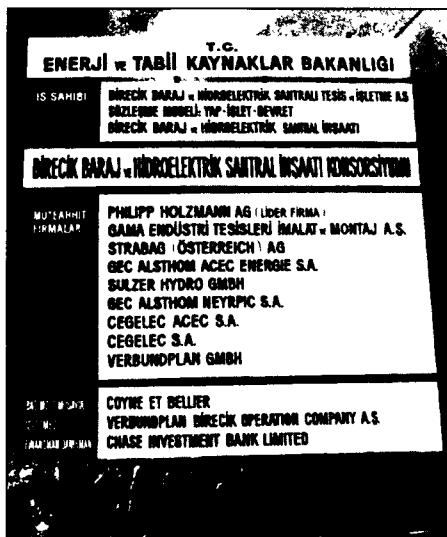 T.C.
ENERJİ ve TABİİ KAYNAKLAR BAKANLIĞI
İŞ SAHİBİ
BİRECİK BARAJ ve HİDROELEKTRİK SANTRALI TESİS ve İŞLETME A.Ş.
SÖZLEŞME MODELİ: YAP-İŞLET-DEVRET
BİRECİK BARAJ ve HİDROELEKTRİK SANTRAL İNŞAATI
BİRECİK BARAJ ve HİDROELEKTRİK SANTRAL İNŞAATI KONSORSİYUMU
MÜTEAHHİT FİRMALAR
PHILIPP HOLZMANN AG (LİDER FİRMA)
GAMA ENDÜSTRİ TESİSLERİ İMALAT ve MONTAJ A.Ş.
STRABAG (ÖSTERREICH) AG
GEC ALSTHOM ACEC ENERGIE S.A.
SULZER HYDRO GMBH
GEC ALSTHOM NEYRPIC S.A.
CEGELEC ACEC S.A.
CEGELEC S.A.
VERBUNDPLAN GMBH
COYNE ET BELLIER
VERBUNDPLAN BİRECİK OPERATION COMPANY A.S.
CHASE INVESTMENT BANK LIMITED